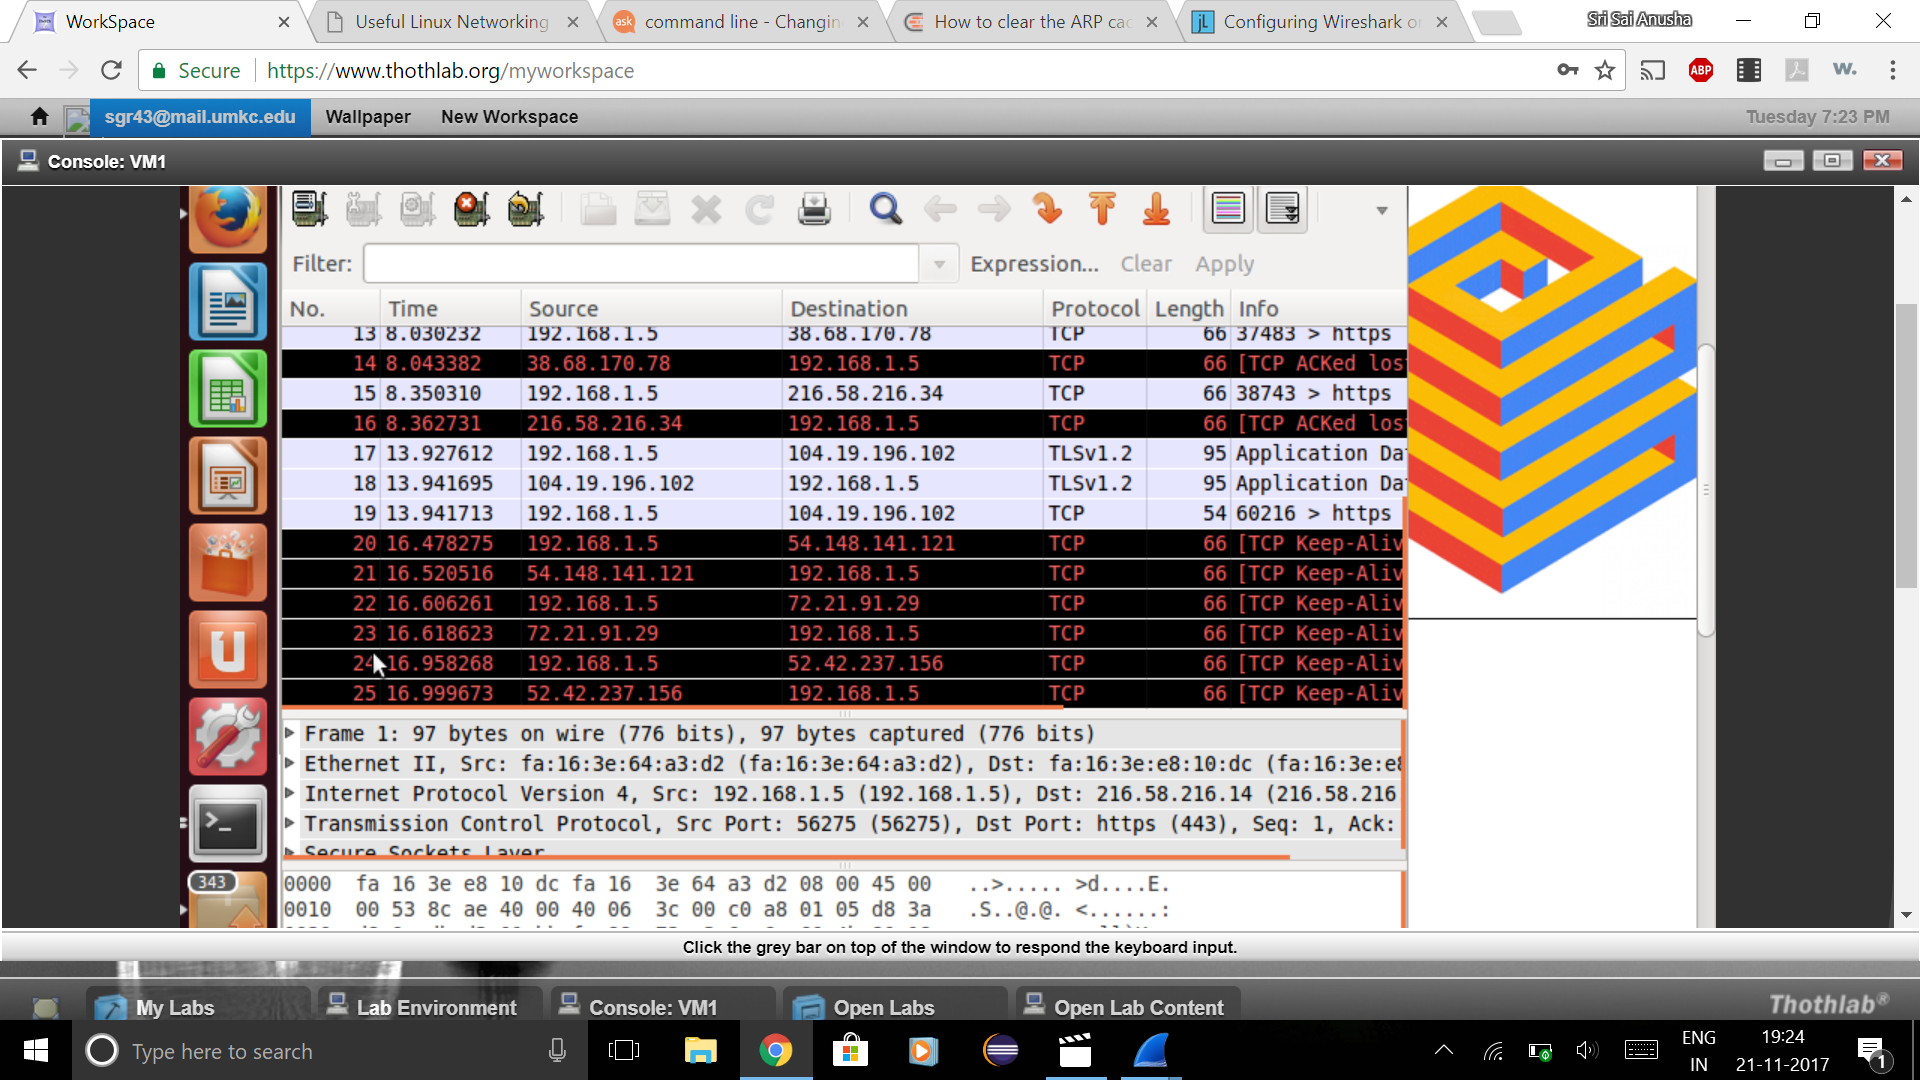 WorkSpace
Useful Linux Networking
ask command line - Changin
How to clear the ARP cac
jL Configuring Wireshark or
Sri Sai Anusha
Secure https://www.thothlab.org/myworkspace
ABP
w.
sgr43@mail.umkc.edu Wallpaper New Workspace Tuesday 7:23 PM
Console: VM1
Filter: Expression... Clear Apply
No. Time Source Destination Protocol Length Info
13 8.030232 192.168.1.5 38.68.170.78 TCP 66 37483 > https
14 8.043382 38.68.170.78 192.168.1.5 TCP 66 [TCP ACKed los
15 8.350310 192.168.1.5 216.58.216.34 TCP 66 38743 > https
16 8.362731 216.58.216.34 192.168.1.5 TCP 66 [TCP ACKed los
17 13.927612 192.168.1.5 104.19.196.102 TLSv1.2 95 Application Da
18 13.941695 104.19.196.102 192.168.1.5 TLSv1.2 95 Application Da
19 13.941713 192.168.1.5 104.19.196.102 TCP 54 60216 > https
20 16.478275 192.168.1.5 54.148.141.121 TCP 66 [TCP Keep-Aliv
21 16.520516 54.148.141.121 192.168.1.5 TCP 66 [TCP Keep-Aliv
22 16.606261 192.168.1.5 72.21.91.29 TCP 66 [TCP Keep-Aliv
23 16.618623 72.21.91.29 192.168.1.5 TCP 66 [TCP Keep-Aliv
24 16.958268 192.168.1.5 52.42.237.156 TCP 66 [TCP Keep-Aliv
25 16.999673 52.42.237.156 192.168.1.5 TCP 66 [TCP Keep-Aliv
Frame 1: 97 bytes on wire (776 bits), 97 bytes captured (776 bits)
Ethernet II, Src: fa:16:3e:64:a3:d2 (fa:16:3e:64:a3:d2), Dst: fa:16:3e:e8:10:dc (fa:16:3e:e8
Internet Protocol Version 4, Src: 192.168.1.5 (192.168.1.5), Dst: 216.58.216.14 (216.58.216
Transmission Control Protocol, Src Port: 56275 (56275), Dst Port: https (443), Seq: 1, Ack:
Secure Sockets Layer
343
0000 fa 16 3e e8 10 dc fa 16 3e 64 a3 d2 08 00 45 00 ..>..... >d....E.
0010 00 53 8c ae 40 00 40 06 3c 00 c0 a8 01 05 d8 3a .S..@.@. <......:
Click the grey bar on top of the window to respond the keyboard input.
My Labs Lab Environment Console: VM1 Open Labs Open Lab Content Thothlab®
Type here to search
ENG
IN
19:24
21-11-2017
1